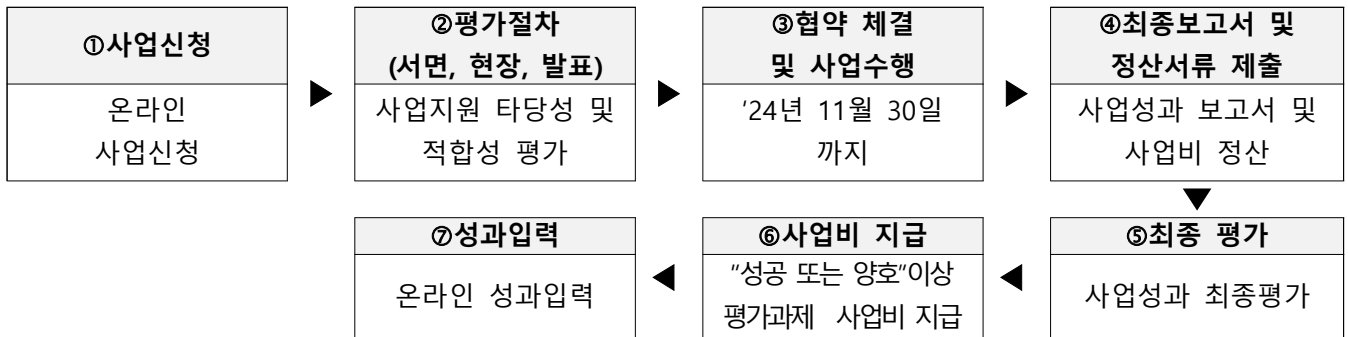 ①사업신청
온라인
사업신청
②평가절차
(서면, 현장, 발표)
사업지원 타당성 및
적합성 평가
③협약 체결
및 사업수행
'24년 11월 30일
까지
④최종보고서 및
정산서류 제출
사업성과 보고서 및
사업비 정산
⑤최종 평가
사업성과 최종평가
⑥사업비 지급
"성공 또는 양호"이상
평가과제 사업비 지급
⑦성과입력
온라인 성과입력